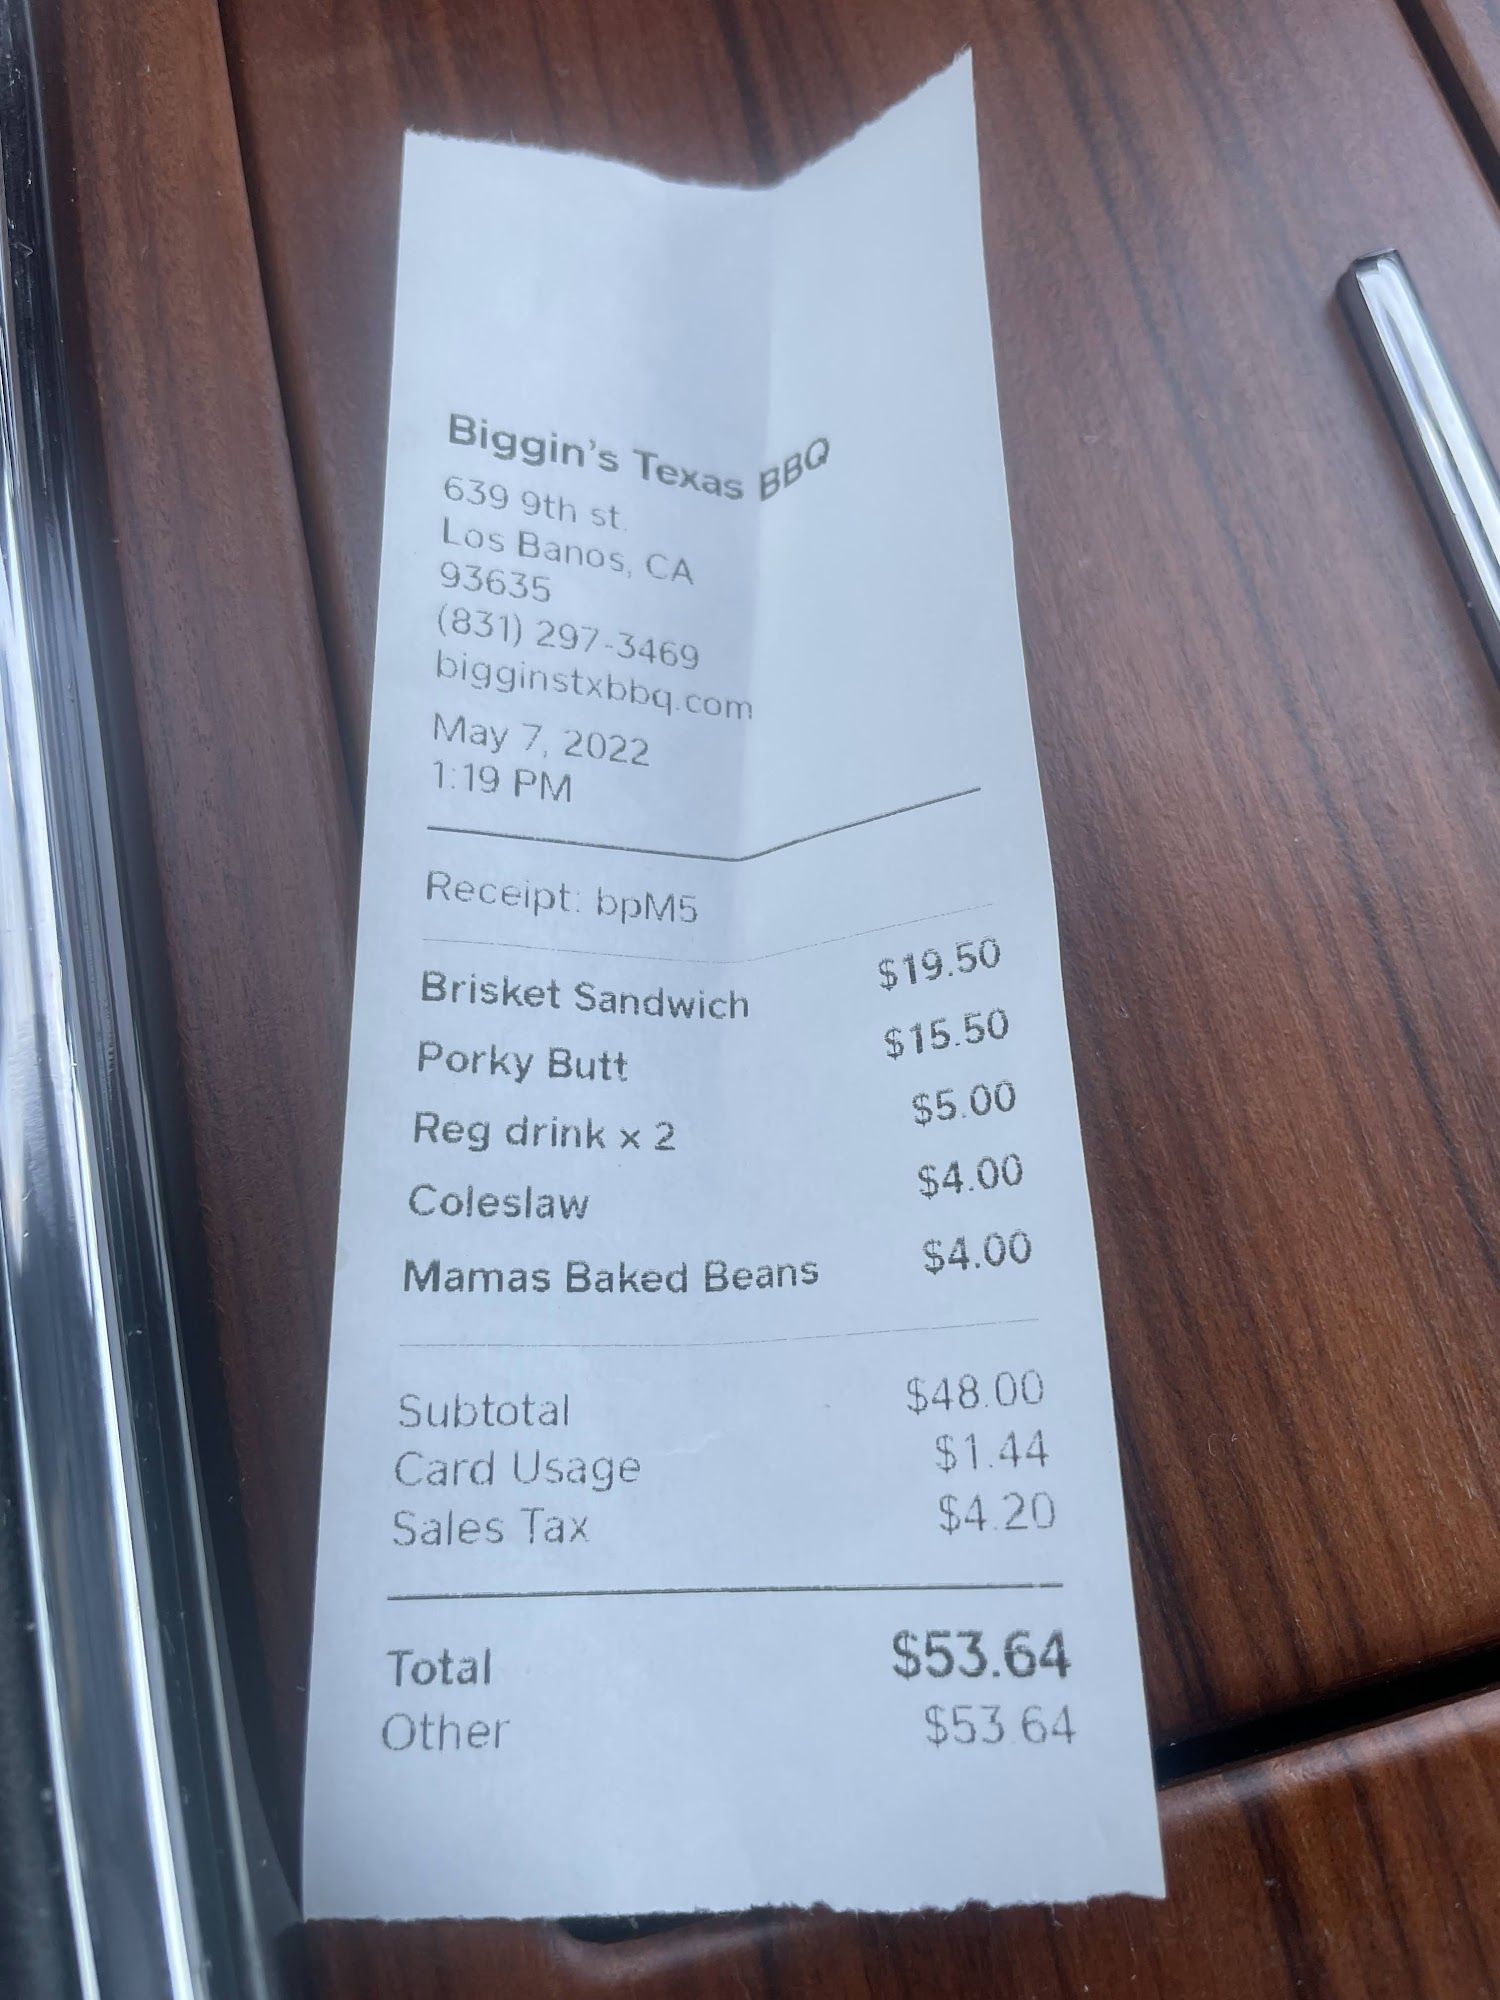 Biggin's Texas BBQ
639 9th st.
Los Banos, CA
93635
(831) 297-3469
bigginstxbbq.com
May 7, 2022
1:19 PM
Receipt: bpM5
Brisket Sandwich $19.50
Porky Butt $15.50
Reg drink x 2 $5.00
Coleslaw $4.00
Mamas Baked Beans $4.00
Subtotal $48.00
Card Usage $1.44
Sales Tax $4.20
Total $53.64
Other $53.64